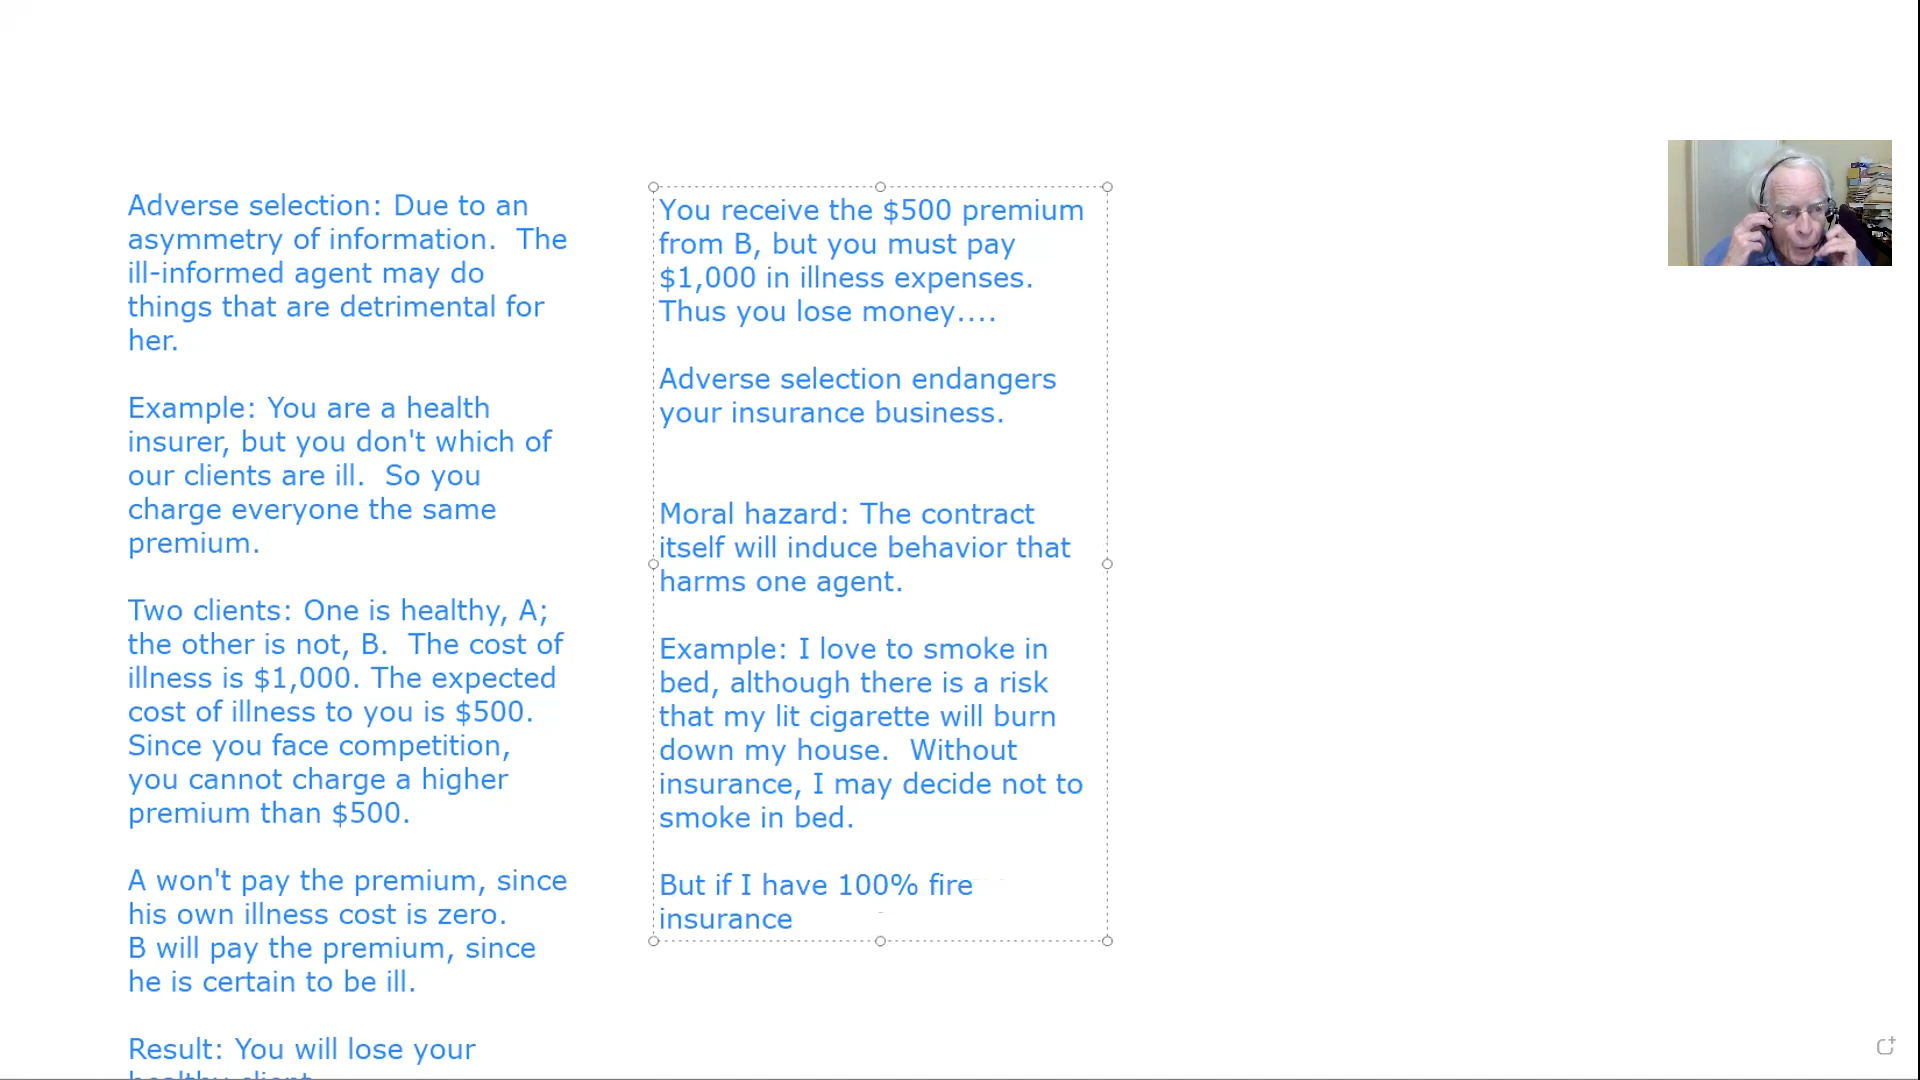 Adverse selection: Due to an
asymmetry of information.  The
ill-informed agent may do
things that are detrimental for
her.
Example: You are a health
insurer, but you don't which of
our clients are ill.  So you
charge everyone the same
premium.
Two clients: One is healthy, A;
the other is not, B.  The cost of
illness is $1,000. The expected
cost of illness to you is $500.
Since you face competition,
you cannot charge a higher
premium than $500.
A won't pay the premium, since
his own illness cost is zero.
B will pay the premium, since
he is certain to be ill.
Result: You will lose your
healthy client
You receive the $500 premium
from B, but you must pay
$1,000 in illness expenses.
Thus you lose money....
Adverse selection endangers
your insurance business.
Moral hazard: The contract
itself will induce behavior that
harms one agent.
Example: I love to smoke in
bed, although there is a risk
that my lit cigarette will burn
down my house.  Without
insurance, I may decide not to
smoke in bed.
But if I have 100% fire
insurance